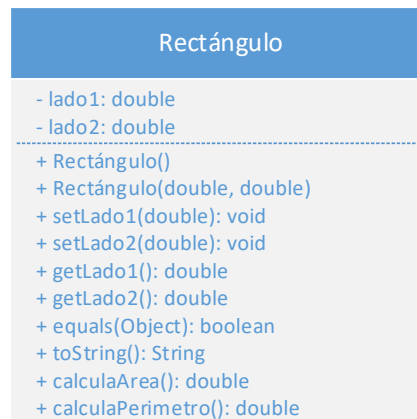 Rectángulo
- lado1: double
- lado2: double
+ Rectángulo()
+ Rectángulo(double, double)
+ setLado1(double): void
+ setLado2(double): void
+ getLado1(): double
+ getLado2(): double
+ equals(Object): boolean
+ toString(): String
+ calculaArea(): double
+ calculaPerimetro(): double